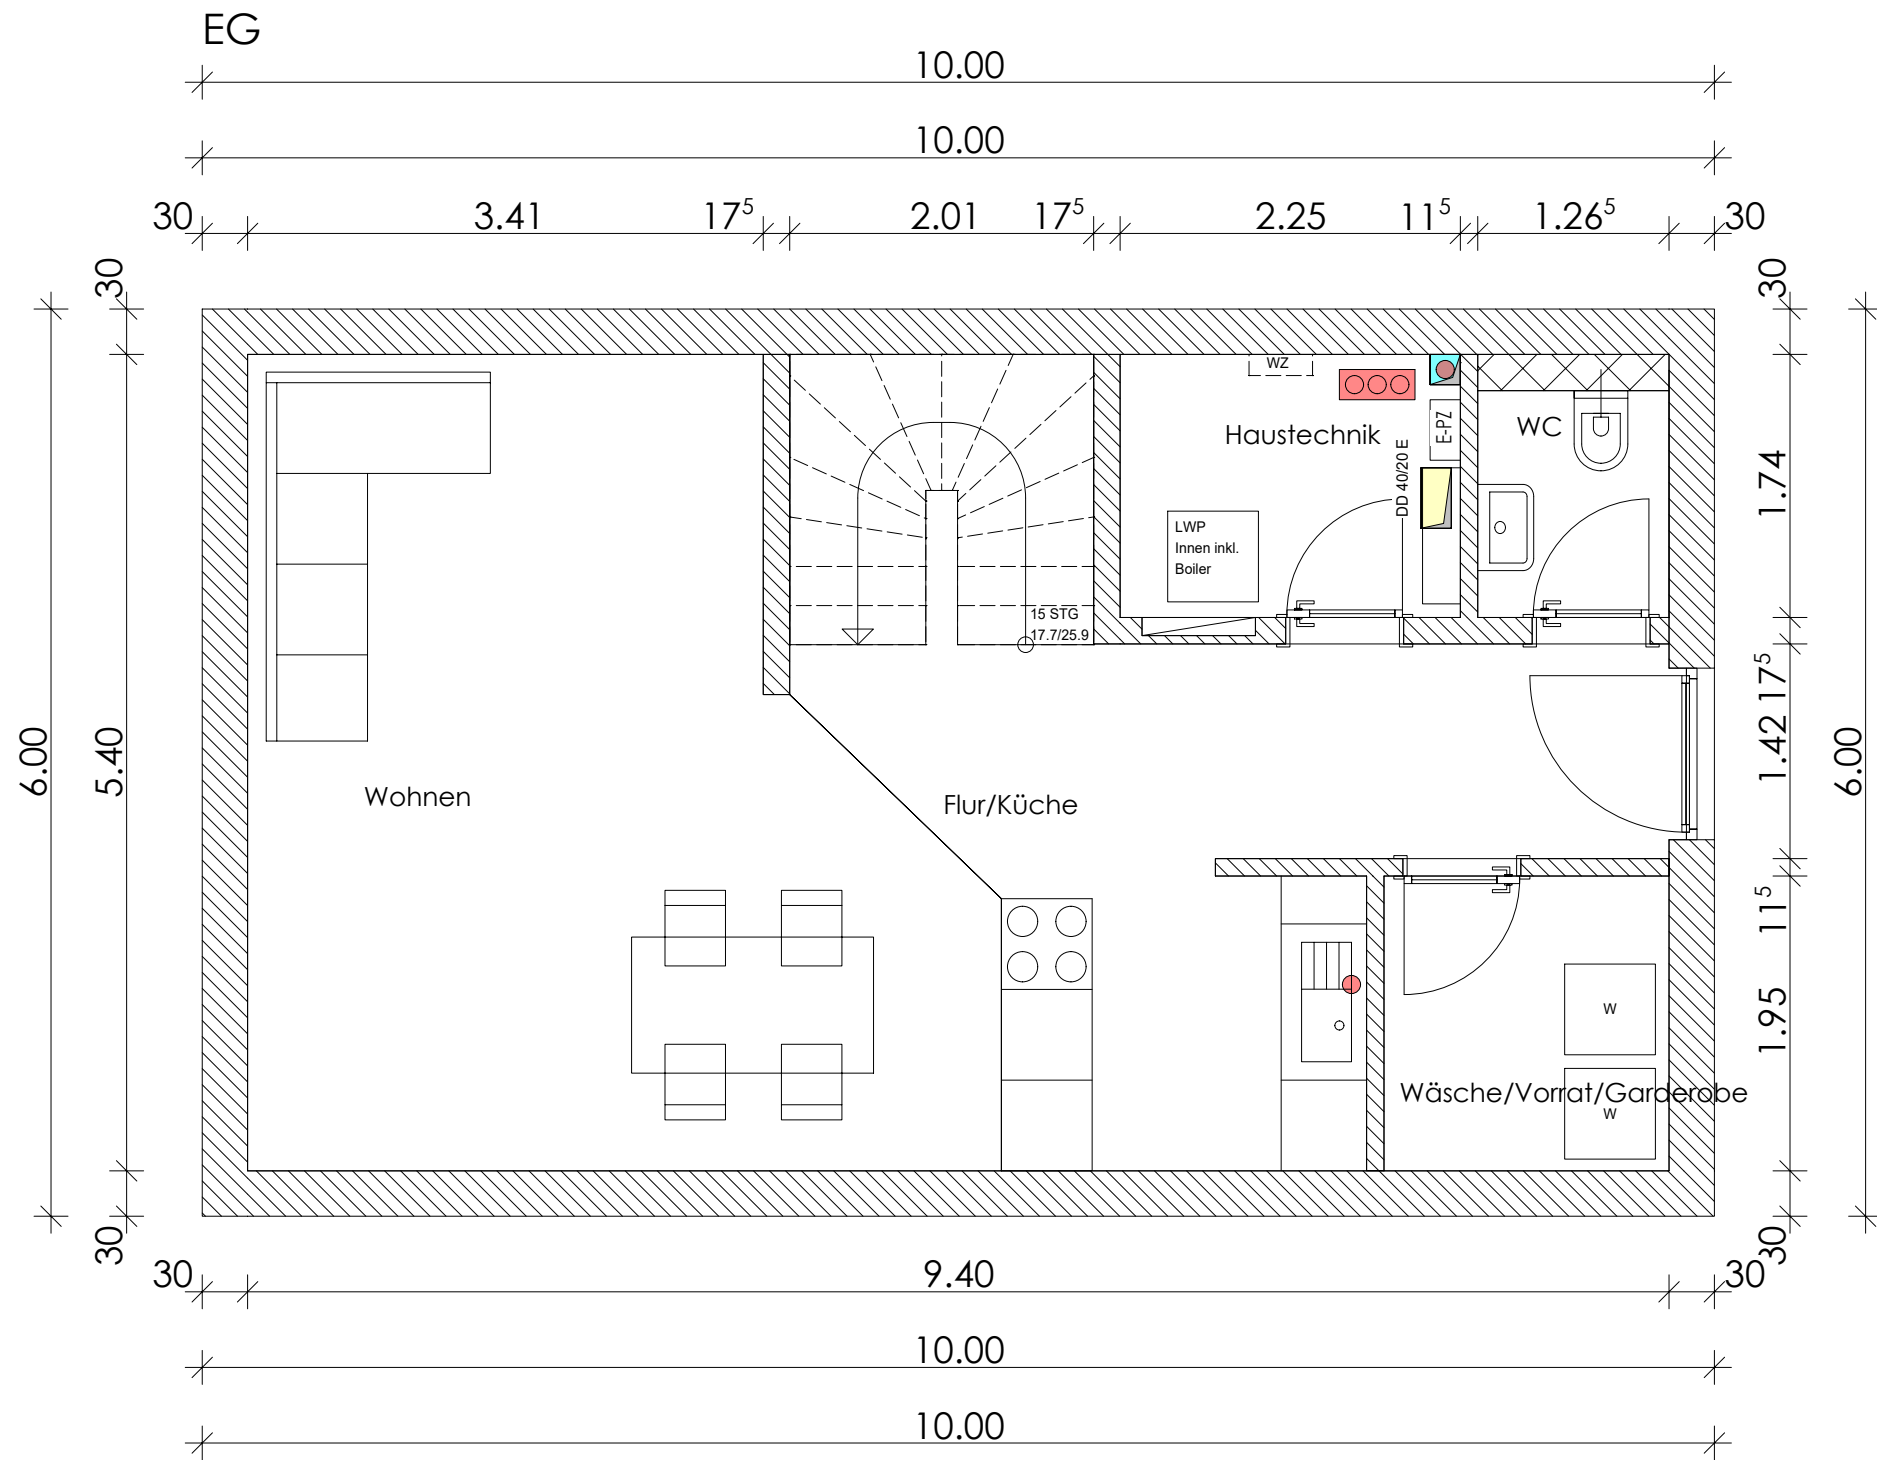 EG
10.00
10.00
30 3.41 17⁵ 2.01 17⁵ 2.25 11⁵ 1.26⁵ 30
30
30
6.00
5.40
WZ
E-PZ
WC
Haustechnik
DD 40/20 E
LWP
Innen inkl.
Boiler
15 STG
17.7/25.9
1.74
17⁵
1.42
6.00
Wohnen
Flur/Küche
11⁵
1.95
W
Wäsche/Vorrat/Garderobe
W
30
30
30 9.40 30
10.00
10.00